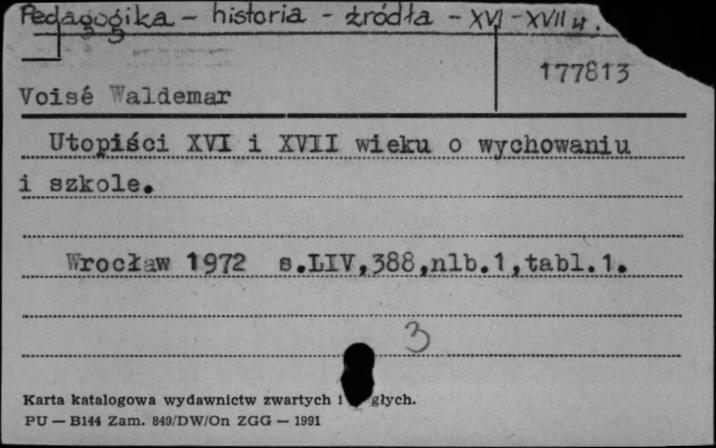 Pedagogika - historia - źródła - XVI - XVII w.
177813
Voisé Waldemar
Utopiści XVI i XVII wieku o wychowaniu
i szkole.
Wrocław 1972 s.LIV,388,nlb.1,tabl.1.
3
Karta katalogowa wydawnictw zwartych i głych.
PU — B144 Zam. 849/DW/On ZGG — 1991